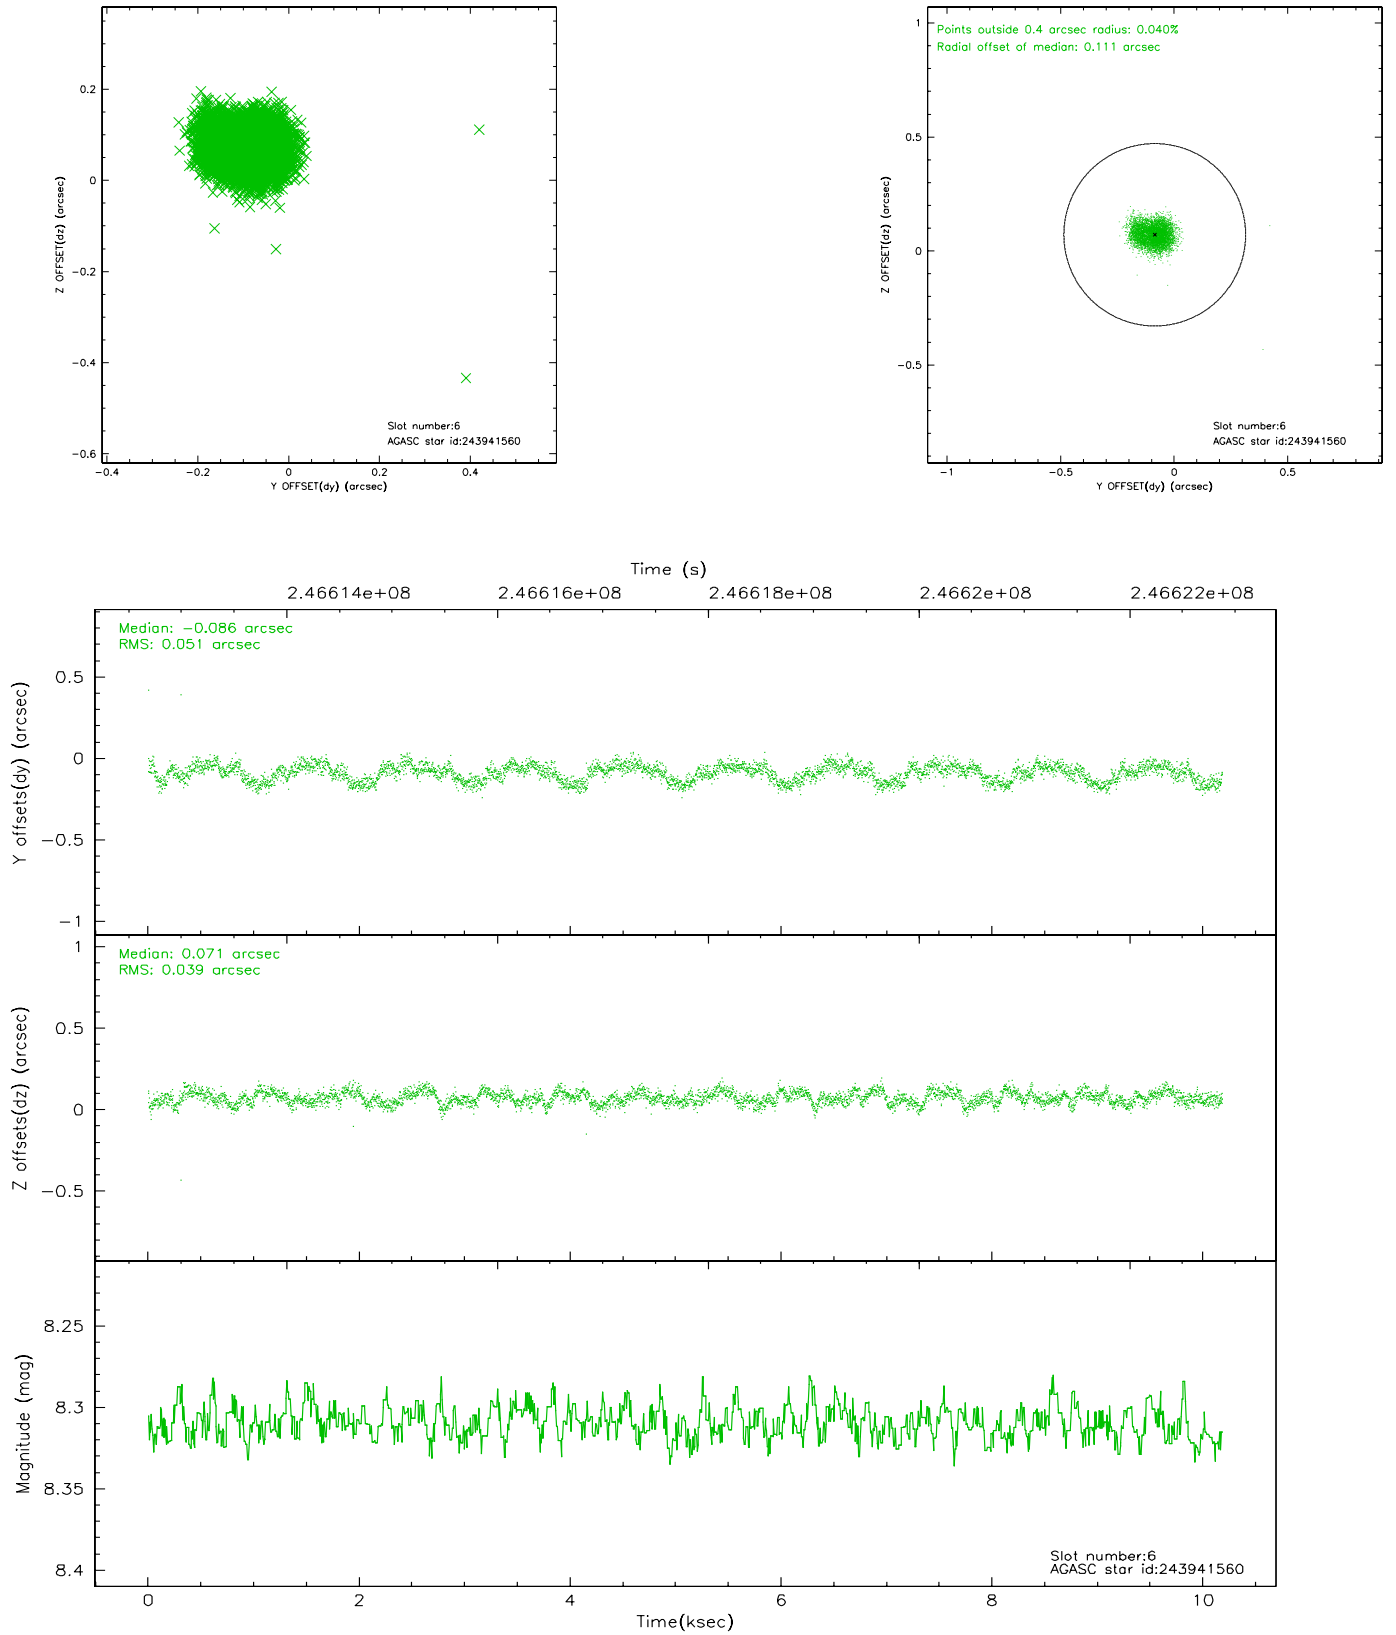 0.2
0
−0.2
−0.4
−0.6
Z OFFSET(dz) (arcsec)
Slot number:6
AGASC star id:243941560
−0.4 −0.2 0 0.2 0.4
Y OFFSET(dy) (arcsec)
Points outside 0.4 arcsec radius: 0.040%
Radial offset of median: 0.111 arcsec
1
0.5
0
−0.5
Z OFFSET(dz) (arcsec)
Slot number:6
AGASC star id:243941560
−1 −0.5 0 0.5
Y OFFSET(dy) (arcsec)
Time (s)
2.46614e+08 2.46616e+08 2.46618e+08 2.4662e+08 2.46622e+08
Median: −0.086 arcsec
RMS: 0.051 arcsec
0.5
0
−0.5
−1
Y offsets(dy) (arcsec)
Median: 0.071 arcsec
RMS: 0.039 arcsec
1
0.5
0
−0.5
Z offsets(dz) (arcsec)
8.25
8.3
8.35
8.4
Magnitude (mag)
Slot number:6
AGASC star id:243941560
0 2 4 6 8 10
Time(ksec)